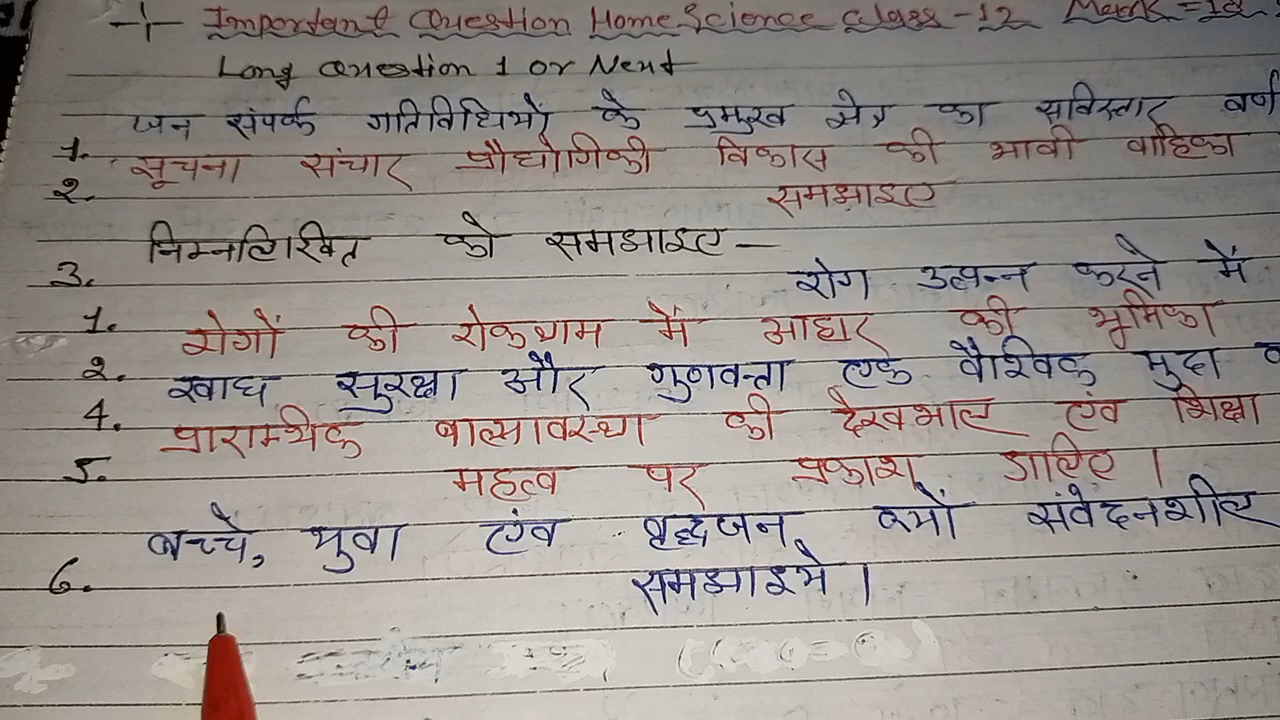 Important Question Home Science Class - 12 Mark = 10
Long Question 1 or Next
1. जन संपर्क गतिविधियों के प्रमुख क्षेत्र का सविस्तार वर्ण
2. सूचना संचार प्रौद्योगिकी विकास की भावी वाहिका
समझाइए
3. निम्नलिखित को समझाइए –
1. रोग उत्पन्न करने में
2. रोगों की रोकथाम में आहार की भूमिका
4. खाद्य सुरक्षा और गुणवत्ता एक वैश्विक मुद्दा
5. प्रारम्भिक बाल्यावस्था की देखभाल एंव शिक्षा
महत्व पर प्रकाश डालिए ।
6. बच्चे, युवा एंव वृद्धजन क्यों संवेदनशील
समझाइये ।